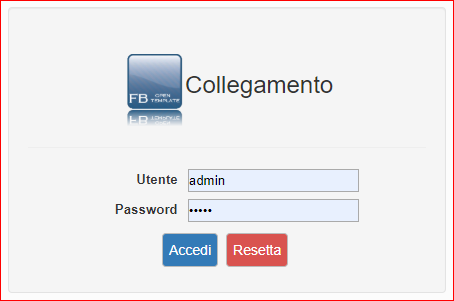 FB OPEN
TEMPLATE
Collegamento
Utente admin
Password •••••
Accedi Resetta